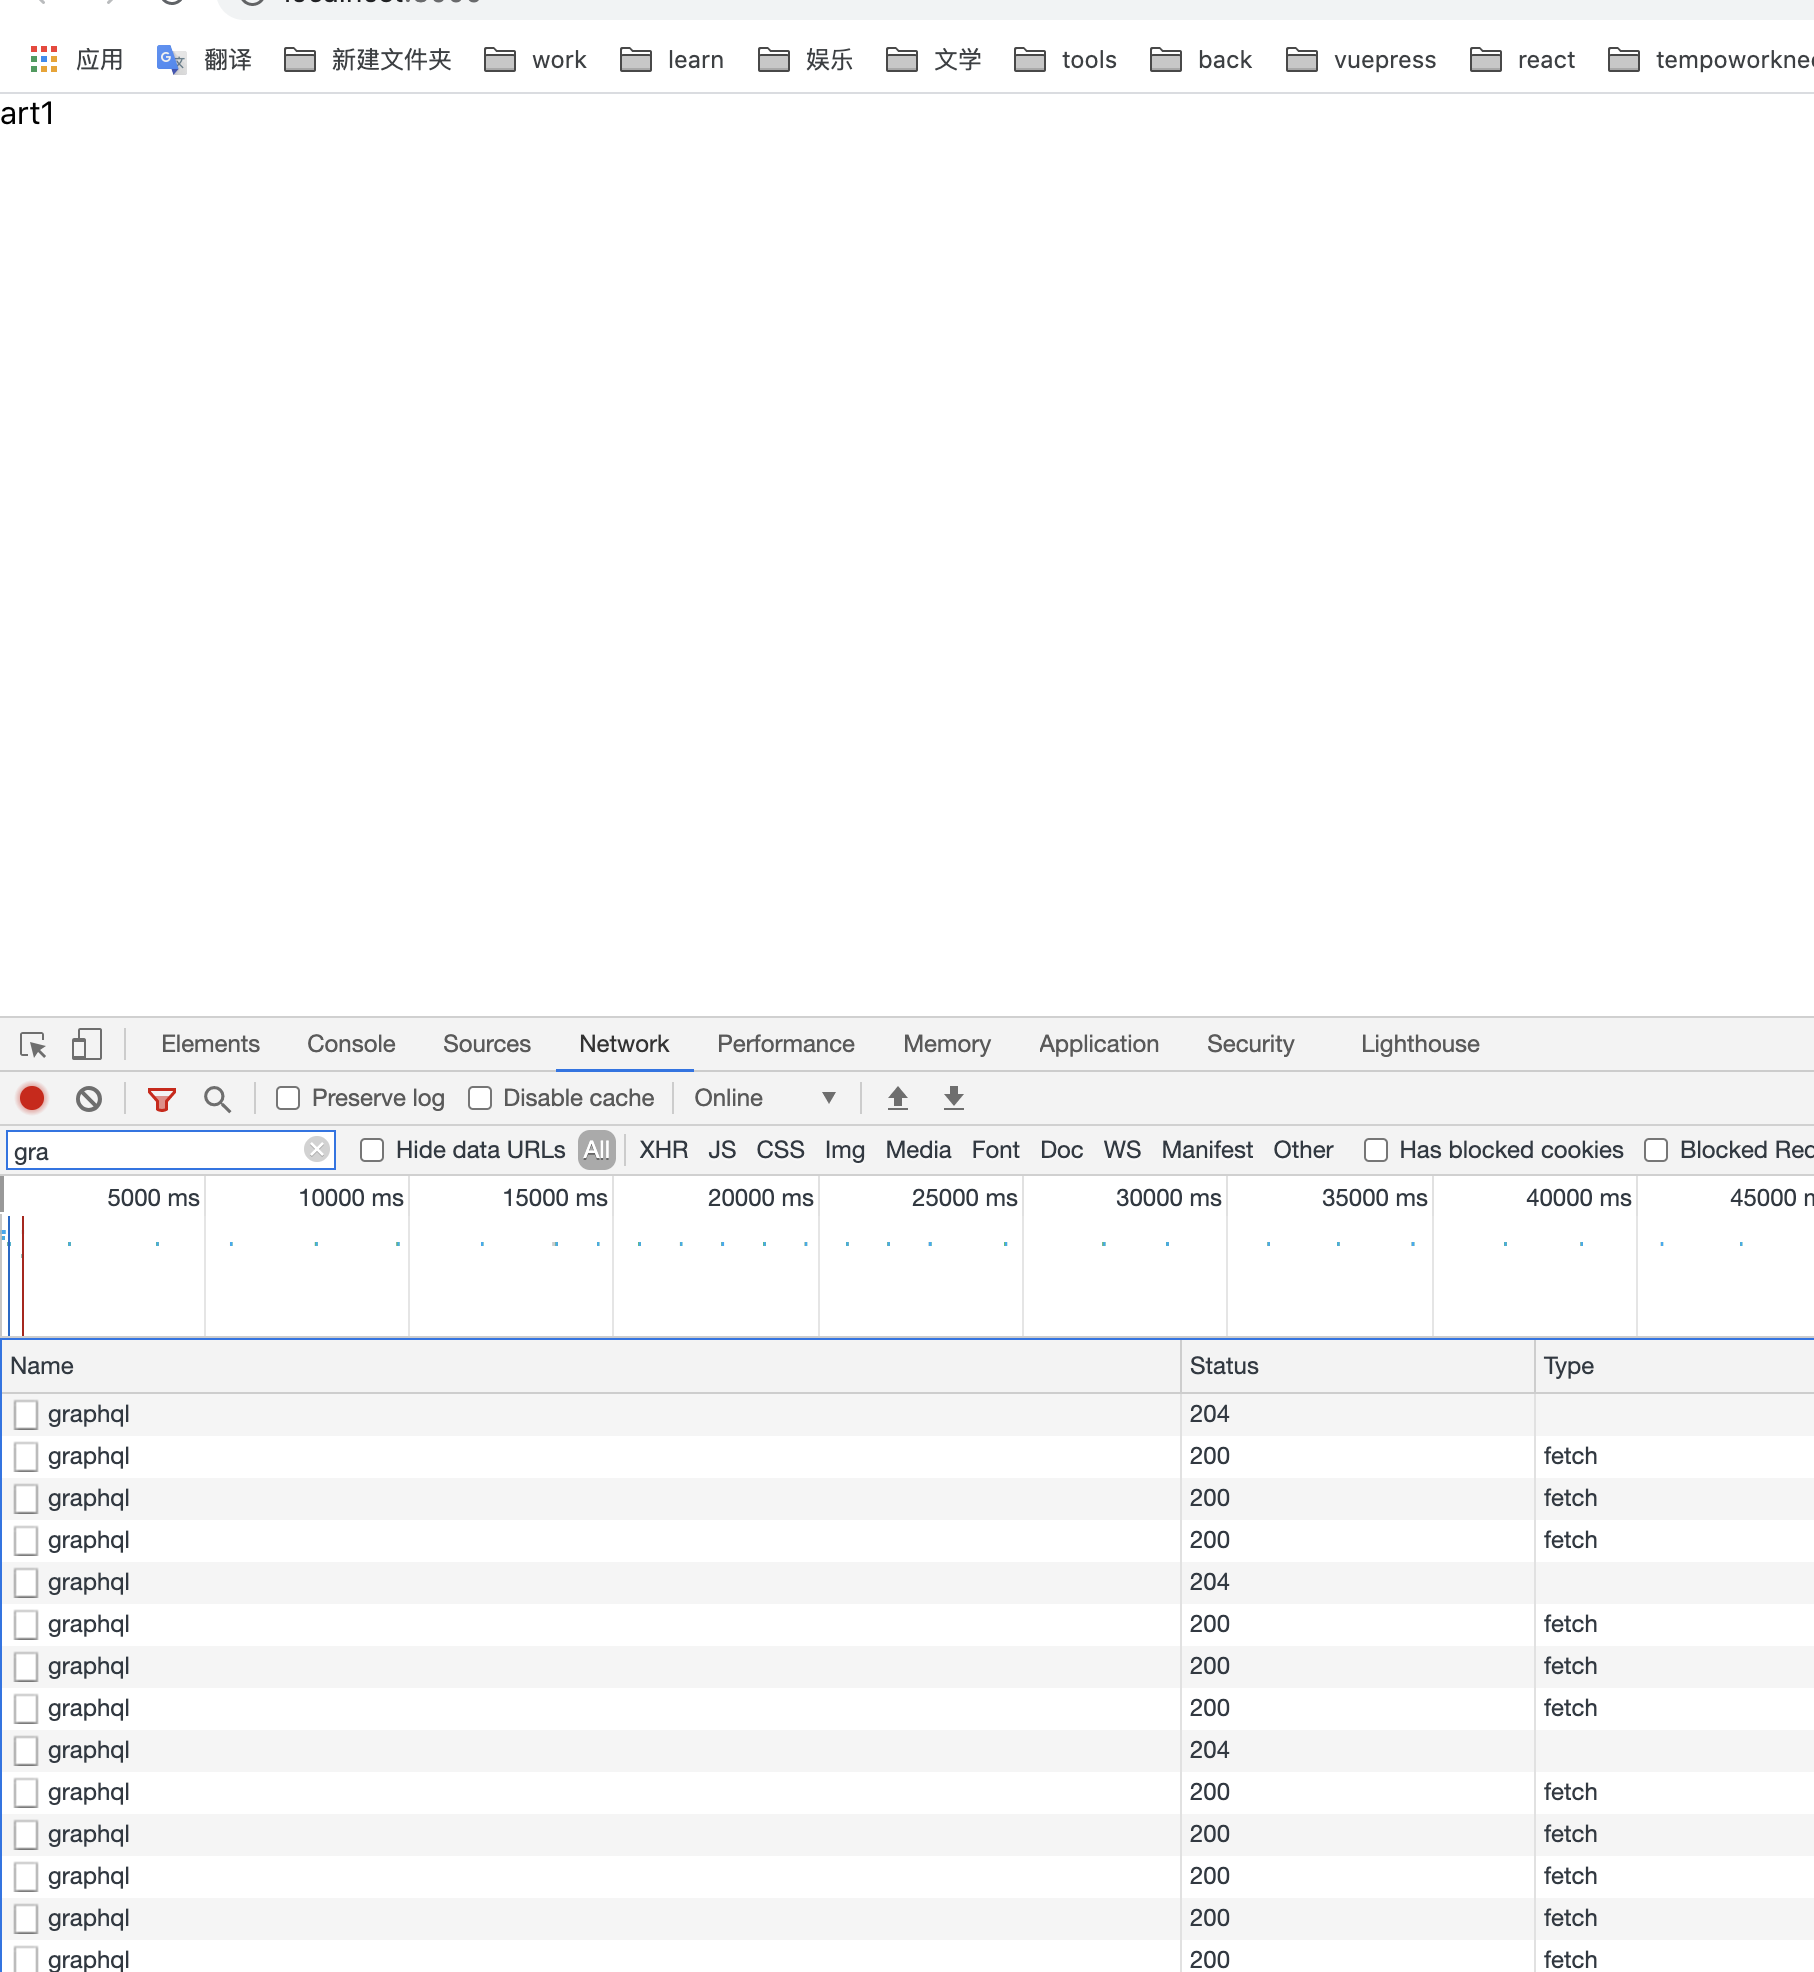 应用 翻译 新建文件夹 work learn 娱乐 文学 tools back vuepress react
art1
Elements Console Sources Network Performance Memory Application Security Lighthouse
Preserve log Disable cache Online
gra Hide data URLs All XHR JS CSS Img Media Font Doc WS Manifest Other Has blocked cookies Blocked Req
5000 ms 10000 ms 15000 ms 20000 ms 25000 ms 30000 ms 35000 ms 40000 ms 45000 m
Name Status Type
graphql 204
graphql 200 fetch
graphql 200 fetch
graphql 200 fetch
graphql 204
graphql 200 fetch
graphql 200 fetch
graphql 200 fetch
graphql 204
graphql 200 fetch
graphql 200 fetch
graphql 200 fetch
graphql 200 fetch
graphql 200 fetch